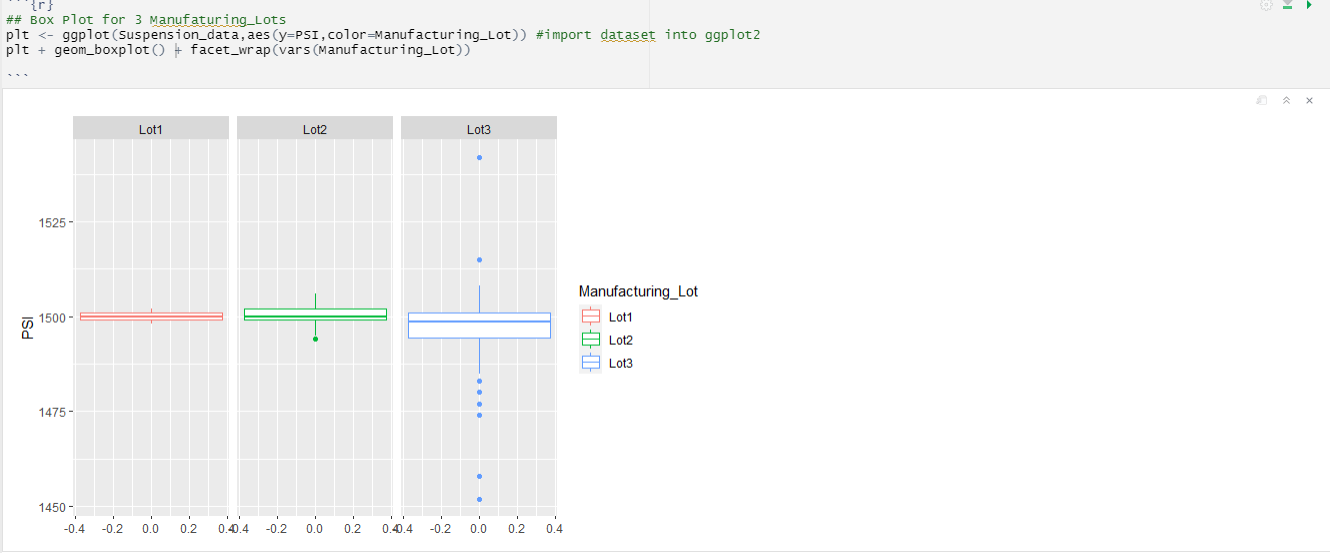 ```{r}
## Box Plot for 3 Manufaturing_Lots
plt <- ggplot(Suspension_data,aes(y=PSI,color=Manufacturing_Lot)) #import dataset into ggplot2
plt + geom_boxplot() + facet_wrap(vars(Manufacturing_Lot))
```
Lot1 Lot2 Lot3
1525
1500
1475
1450
PSI
-0.4 -0.2 0.0 0.2 0.4 -0.4 -0.2 0.0 0.2 0.4 -0.4 -0.2 0.0 0.2 0.4
Manufacturing_Lot
Lot1
Lot2
Lot3